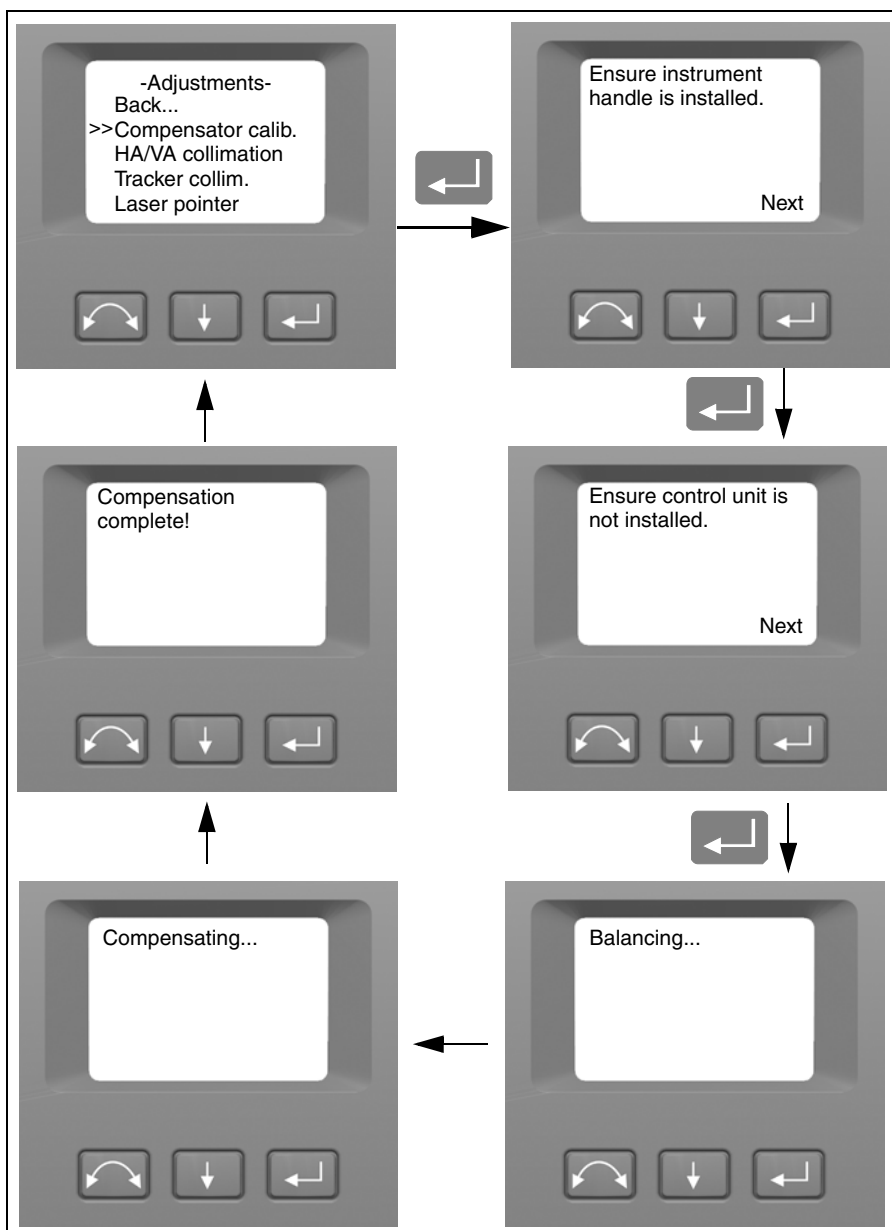 -Adjustments-
Back...
>>Compensator calib.
HA/VA collimation
Tracker collim.
Laser pointer
Ensure instrument
handle is installed.
Next
Ensure control unit is
not installed.
Next
Balancing...
Compensating...
Compensation
complete!